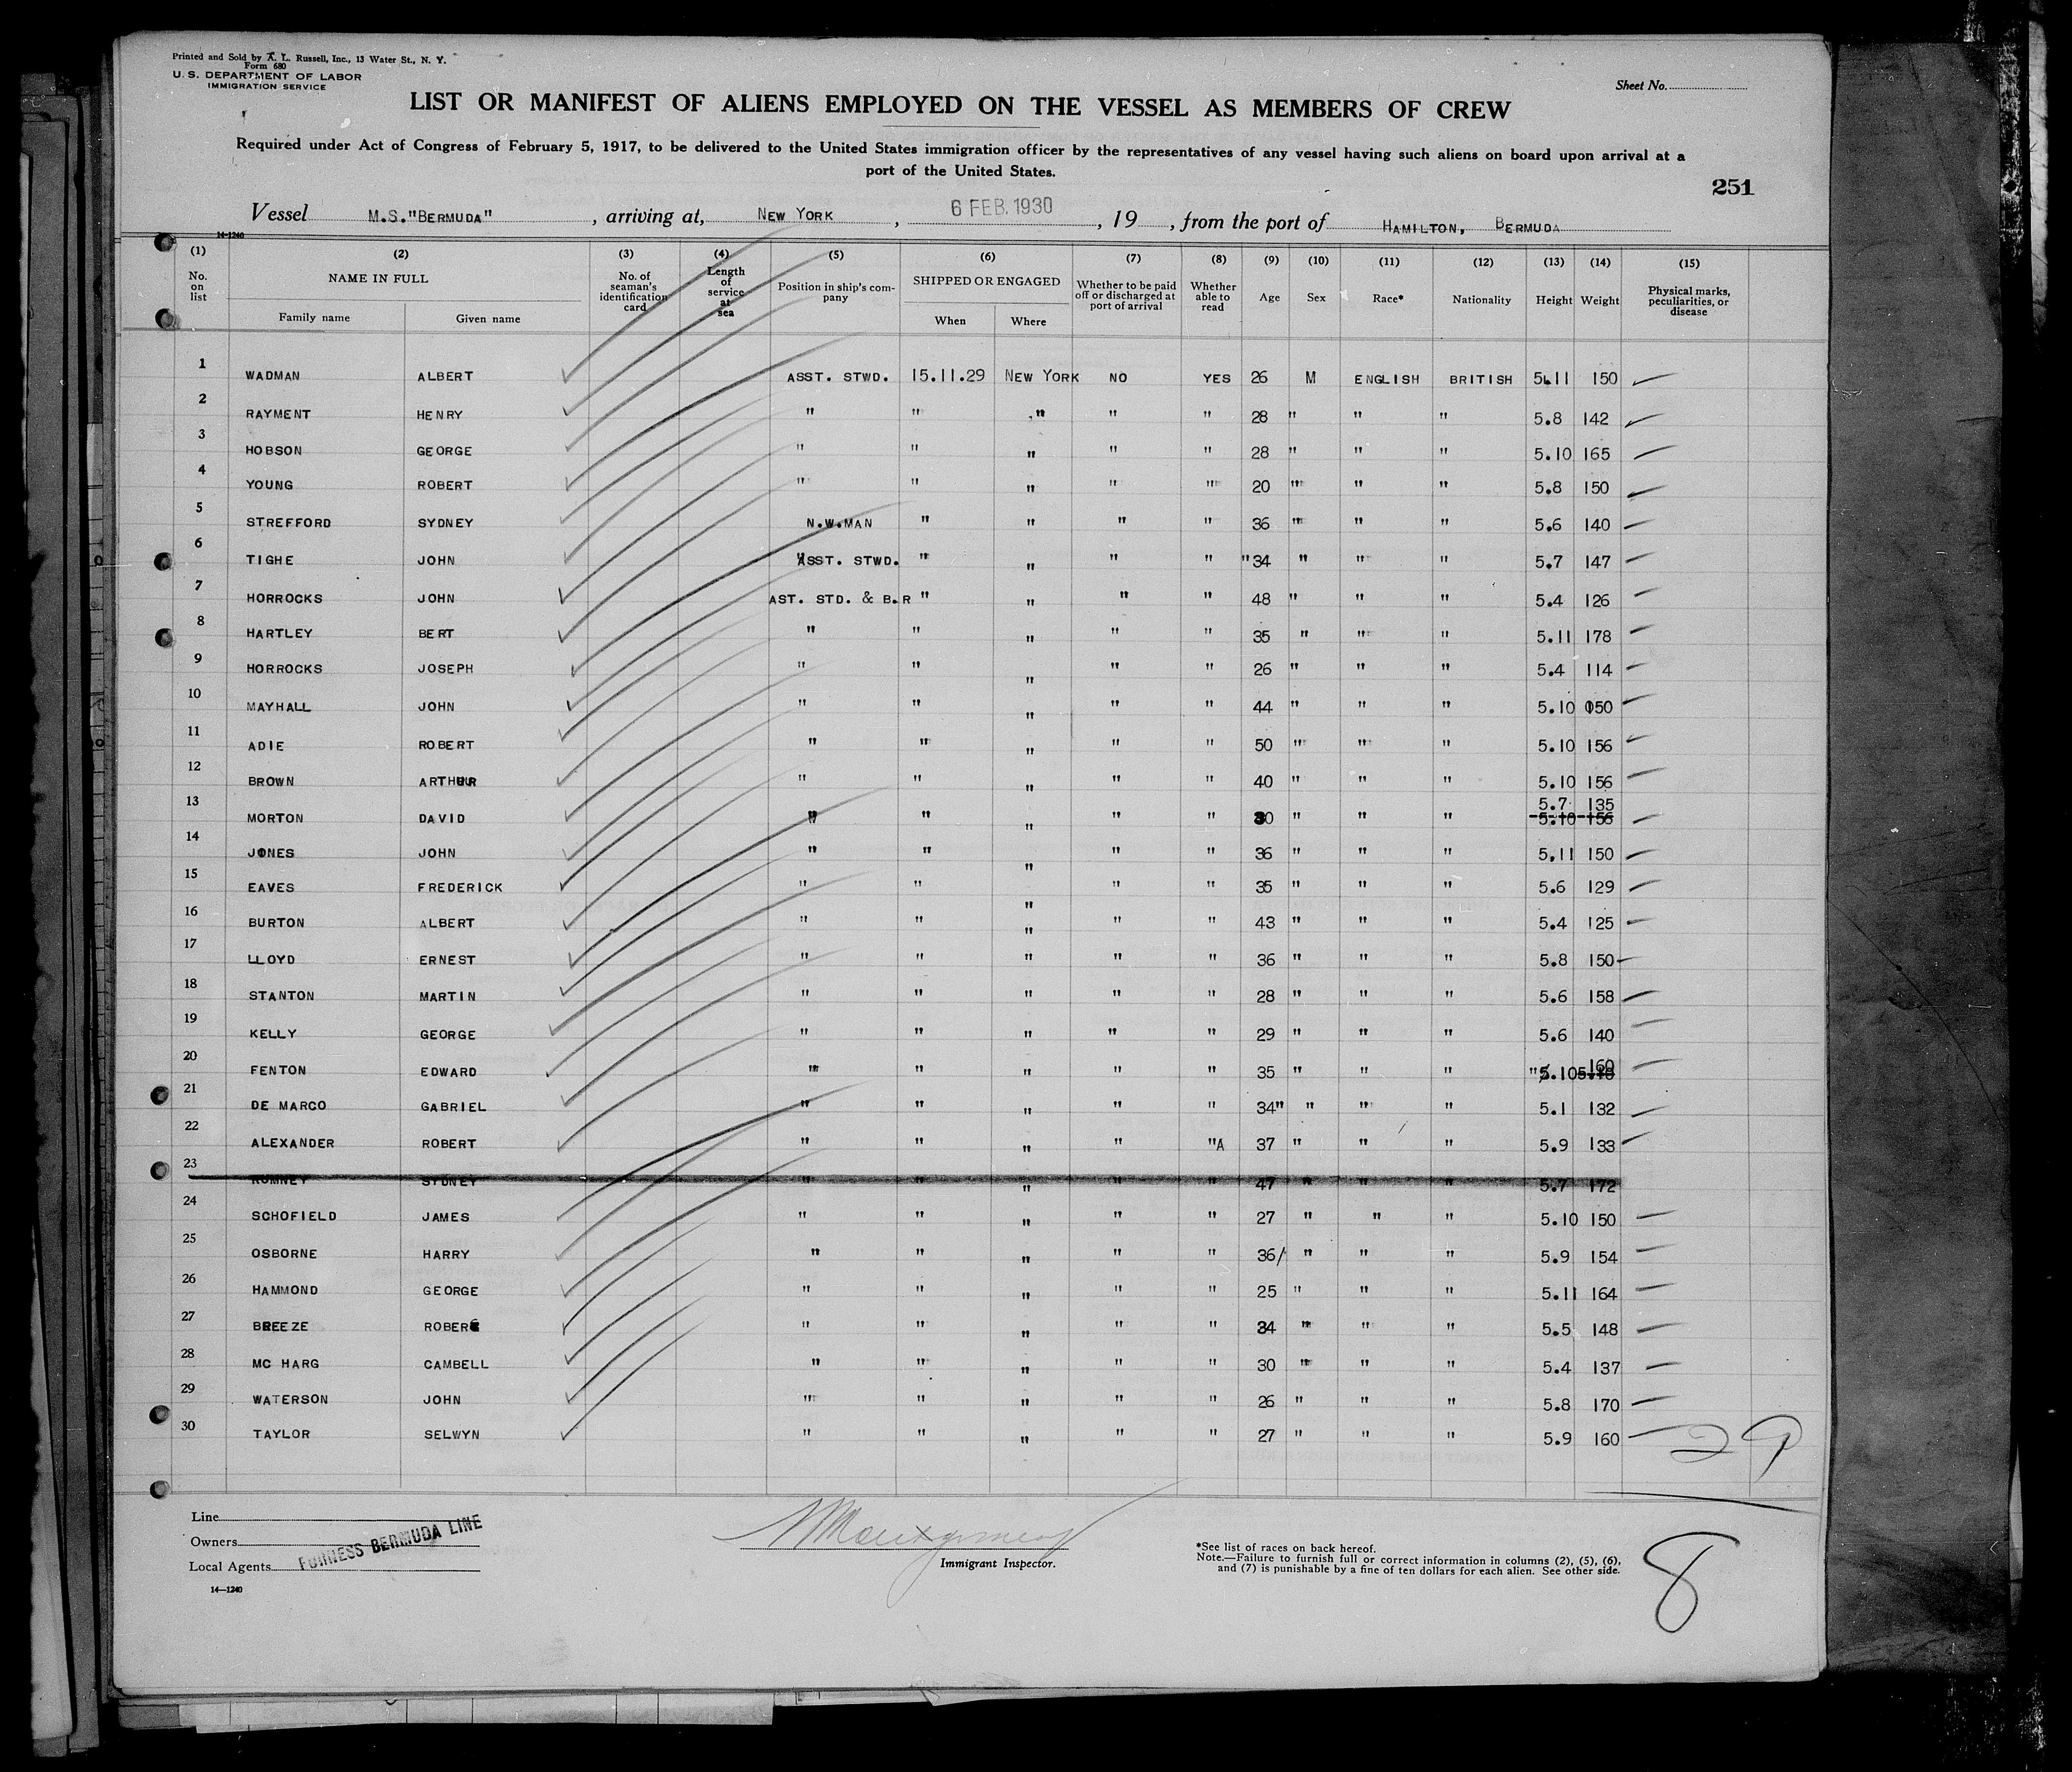 Printed and Sold by A. L. Russell, Inc., 13 Water St., N. Y.
Form 680
U. S. DEPARTMENT OF LABOR
IMMIGRATION SERVICE
Sheet No.
LIST OR MANIFEST OF ALIENS EMPLOYED ON THE VESSEL AS MEMBERS OF CREW
Required under Act of Congress of February 5, 1917, to be delivered to the United States immigration officer by the representatives of any vessel having such aliens on board upon arrival at a
port of the United States.
251
Vessel M.S."BERMUDA", arriving at, NEW YORK, 6 FEB. 1930, 19 , from the port of HAMILTON, BERMUDA
14-1240
(1) (2) (3) (4) (5) (6) (7) (8) (9) (10) (11) (12) (13) (14) (15)
No. on list NAME IN FULL Family name Given name No. of seaman's identification card Length of service at sea Position in ship's company SHIPPED OR ENGAGED When Where Whether to be paid off or discharged at port of arrival Whether able to read Age Sex Race* Nationality Height Weight Physical marks, peculiarities, or disease
1 WADMAN ALBERT ASST. STWD. 15.11.29 NEW YORK NO YES 26 M ENGLISH BRITISH 5.11 150
2 RAYMENT HENRY " " " " " 28 " " " 5.8 142
3 HOBSON GEORGE " " " " " 28 " " " 5.10 165
4 YOUNG ROBERT " " " " " 20 " " " 5.8 150
5 STREFFORD SYDNEY N.W.MAN " " " " 36 " " " 5.6 140
6 TIGHE JOHN ASST. STWD. " " " " "34 " " " 5.7 147
7 HORROCKS JOHN AST. STD. & B.R " " " " 48 " " " 5.4 126
8 HARTLEY BERT " " " " " 35 " " " 5.11 178
9 HORROCKS JOSEPH " " " " " 26 " " " 5.4 114
10 MAYHALL JOHN " " " " " 44 " " " 5.10 150
11 ADIE ROBERT " " " " " 50 " " " 5.10 156
12 BROWN ARTHUR " " " " " 40 " " " 5.10 156
5.7 135
13 MORTON DAVID " " " " " 30 " " " 5.10 156
14 JONES JOHN " " " " " 36 " " " 5.11 150
15 EAVES FREDERICK " " " " " 35 " " " 5.6 129
16 BURTON ALBERT " " " " " 43 " " " 5.4 125
17 LLOYD ERNEST " " " " " 36 " " " 5.8 150
18 STANTON MARTIN " " " " " 28 " " " 5.6 158
19 KELLY GEORGE " " " " " 29 " " " 5.6 140
20 FENTON EDWARD " " " " " 35 " " " 5.10 160
21 DE MARCO GABRIEL " " " " " 34" " " " 5.1 132
22 ALEXANDER ROBERT " " " " "A 37 " " " 5.9 133
23 ROMNEY SYDNEY " " " " " 47 " " " 5.7 172
24 SCHOFIELD JAMES " " " " " 27 " " " 5.10 150
25 OSBORNE HARRY " " " " " 36/ " " " 5.9 154
26 HAMMOND GEORGE " " " " " 25 " " " 5.11 164
27 BREEZE ROBERT " " " " " 34 " " " 5.5 148
28 MC HARG CAMBELL " " " " " 30 " " " 5.4 137
29 WATERSON JOHN " " " " " 26 " " " 5.8 170
30 TAYLOR SELWYN " " " " " 27 " " " 5.9 160
29
Line
Owners
Local Agents
FURNESS BERMUDA LINE
14—1240
Montgomery
Immigrant Inspector.
*See list of races on back hereof.
Note.—Failure to furnish full or correct information in columns (2), (5), (6),
and (7) is punishable by a fine of ten dollars for each alien. See other side.
8